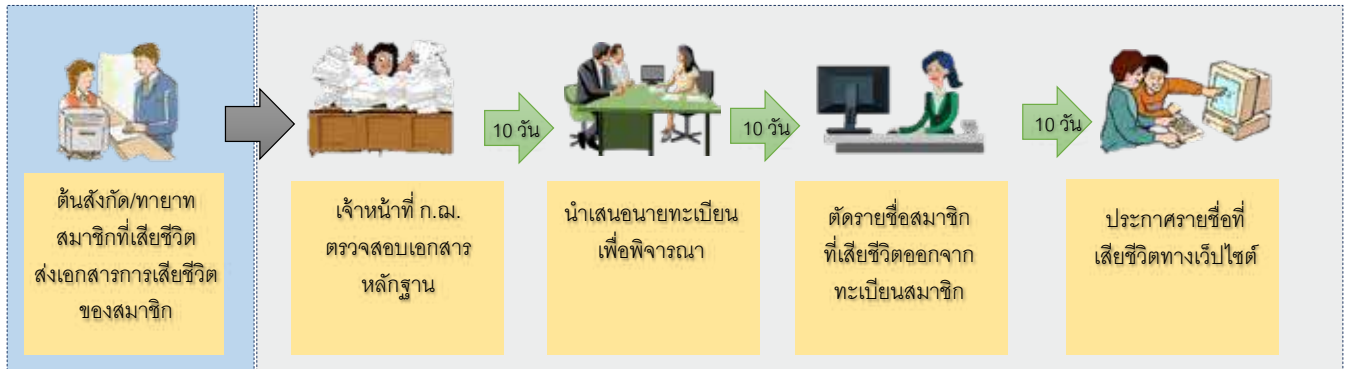 10 วัน
10 วัน
10 วัน
ต้นสังกัด/ทายาท
สมาชิกที่เสียชีวิต
ส่งเอกสารการเสียชีวิต
ของสมาชิก
เจ้าหน้าที่ ก.ฌ.
ตรวจสอบเอกสาร
หลักฐาน
นำเสนอนายทะเบียน
เพื่อพิจารณา
ตัดรายชื่อสมาชิก
ที่เสียชีวิตออกจาก
ทะเบียนสมาชิก
ประกาศรายชื่อที่
เสียชีวิตทางเว็ปไซต์